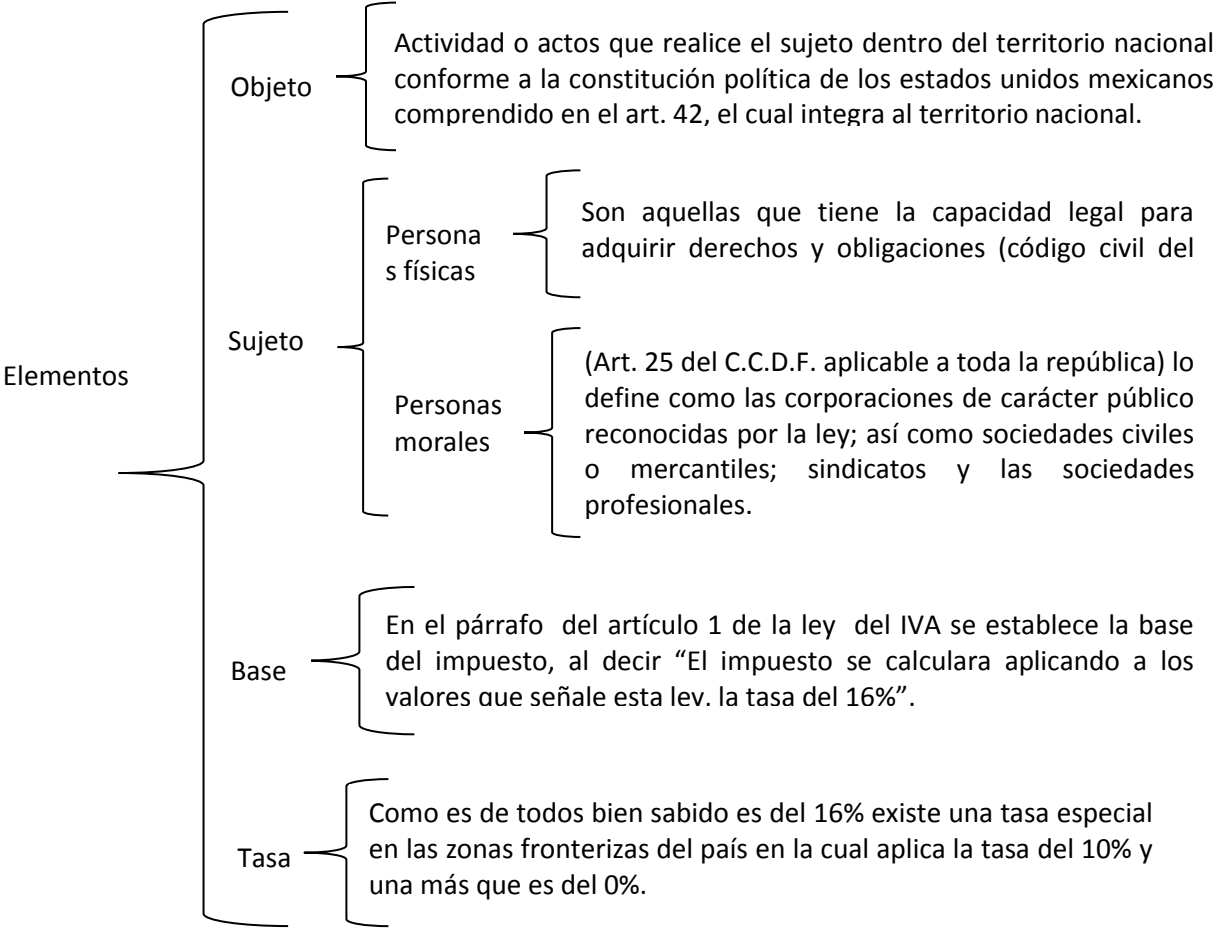 Elementos
Objeto
Actividad o actos que realice el sujeto dentro del territorio nacional
conforme a la constitución política de los estados unidos mexicanos
comprendido en el art. 42, el cual integra al territorio nacional.
Sujeto
Persona
s físicas
Son aquellas que tiene la capacidad legal para
adquirir derechos y obligaciones (código civil del
Personas
morales
(Art. 25 del C.C.D.F. aplicable a toda la república) lo
define como las corporaciones de carácter público
reconocidas por la ley; así como sociedades civiles
o mercantiles; sindicatos y las sociedades
profesionales.
Base
En el párrafo del artículo 1 de la ley del IVA se establece la base
del impuesto, al decir “El impuesto se calculara aplicando a los
valores que señale esta ley, la tasa del 16%”.
Tasa
Como es de todos bien sabido es del 16% existe una tasa especial
en las zonas fronterizas del país en la cual aplica la tasa del 10% y
una más que es del 0%.